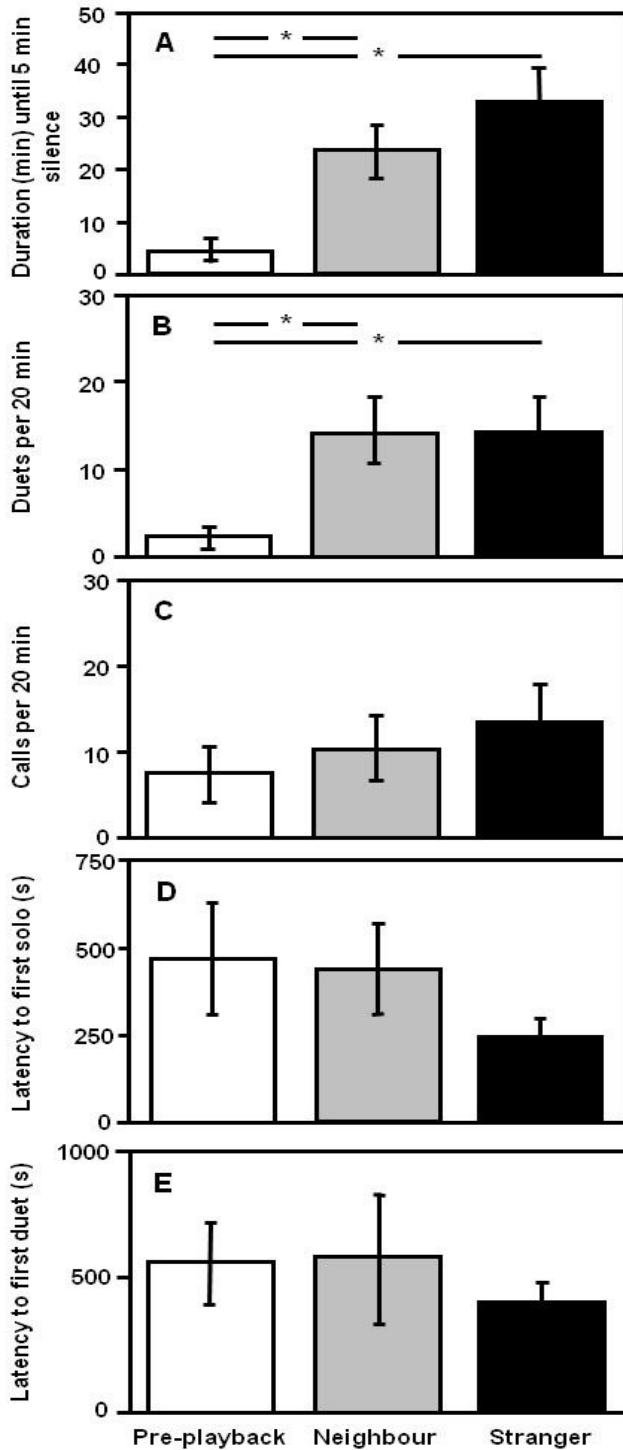 A
Duration (min) until 5 min
silence
50
40
30
20
10
0
*
*
B
Duets per 20 min
30
20
10
0
*
*
C
Calls per 20 min
30
20
10
0
D
Latency to first solo (s)
750
500
250
0
E
Latency to first duet (s)
1000
500
0
Pre-playback Neighbour Stranger